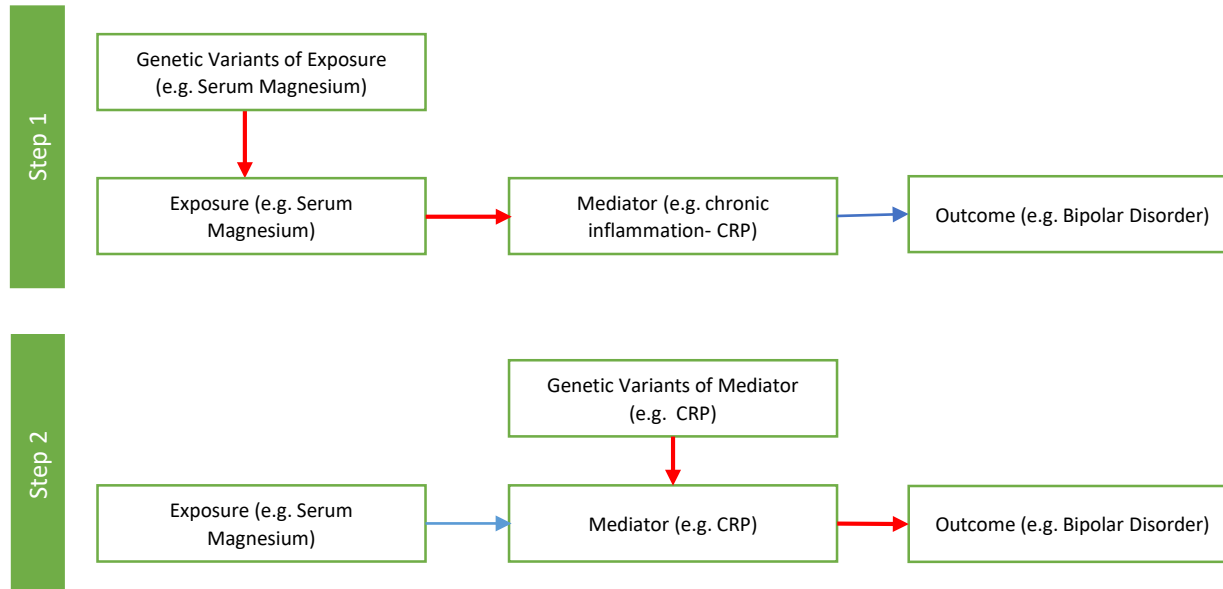 Step 1
Genetic Variants of Exposure
(e.g. Serum Magnesium)
Exposure (e.g. Serum
Magnesium)
Mediator (e.g. chronic
inflammation- CRP)
Outcome (e.g. Bipolar Disorder)
Step 2
Genetic Variants of Mediator
(e.g. CRP)
Exposure (e.g. Serum
Magnesium)
Mediator (e.g. CRP)
Outcome (e.g. Bipolar Disorder)